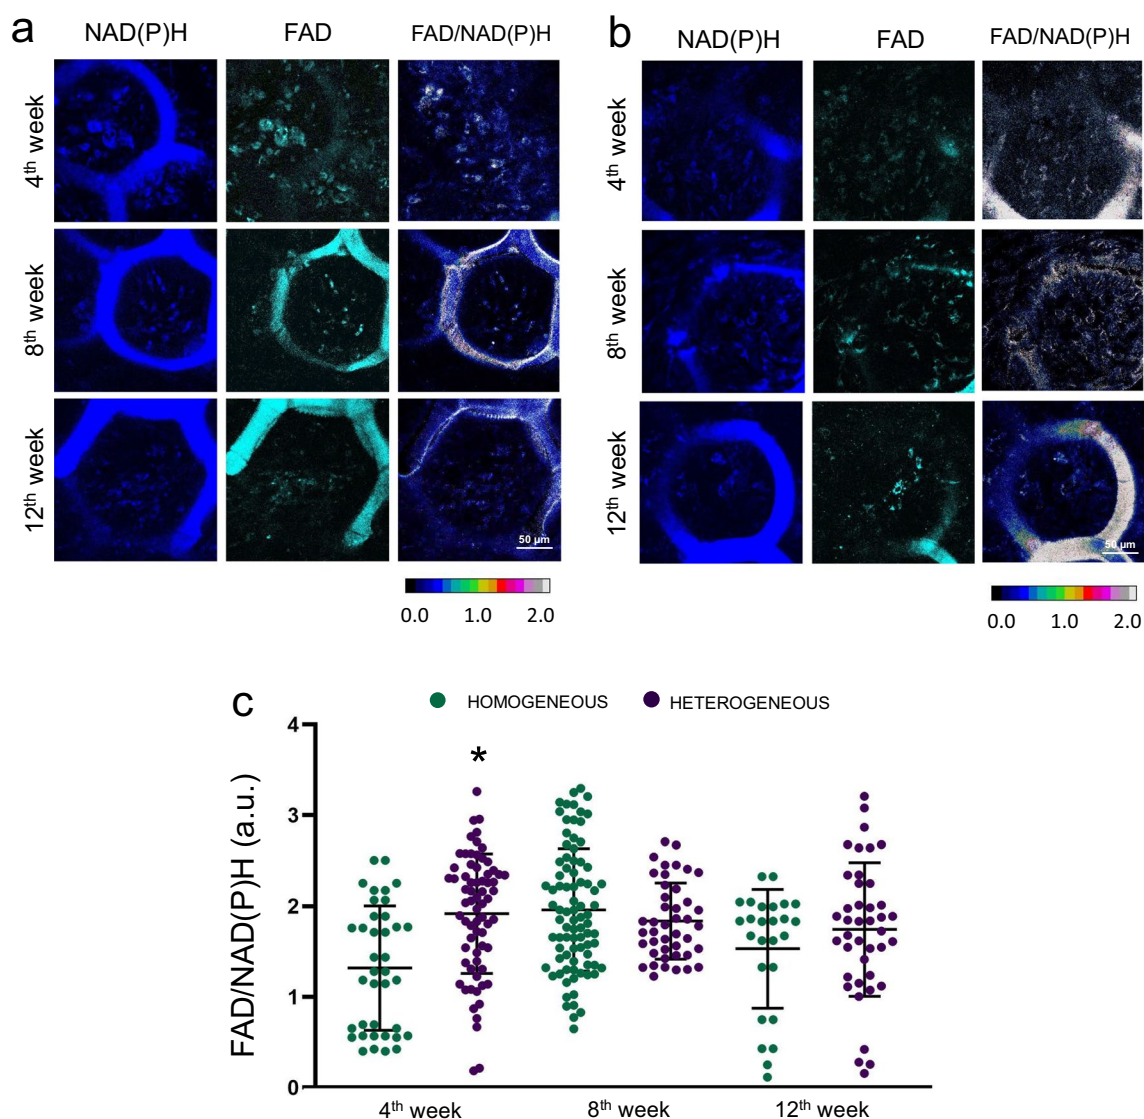 a
NAD(P)H FAD FAD/NAD(P)H
4th week
8th week
12th week
50 µm
0.0 1.0 2.0
b
NAD(P)H FAD FAD/NAD(P)H
4th week
8th week
12th week
50 µm
0.0 1.0 2.0
c
HOMOGENEOUS HETEROGENEOUS
FAD/NAD(P)H (a.u.)
4
3
2
1
0
*
4th week 8th week 12th week